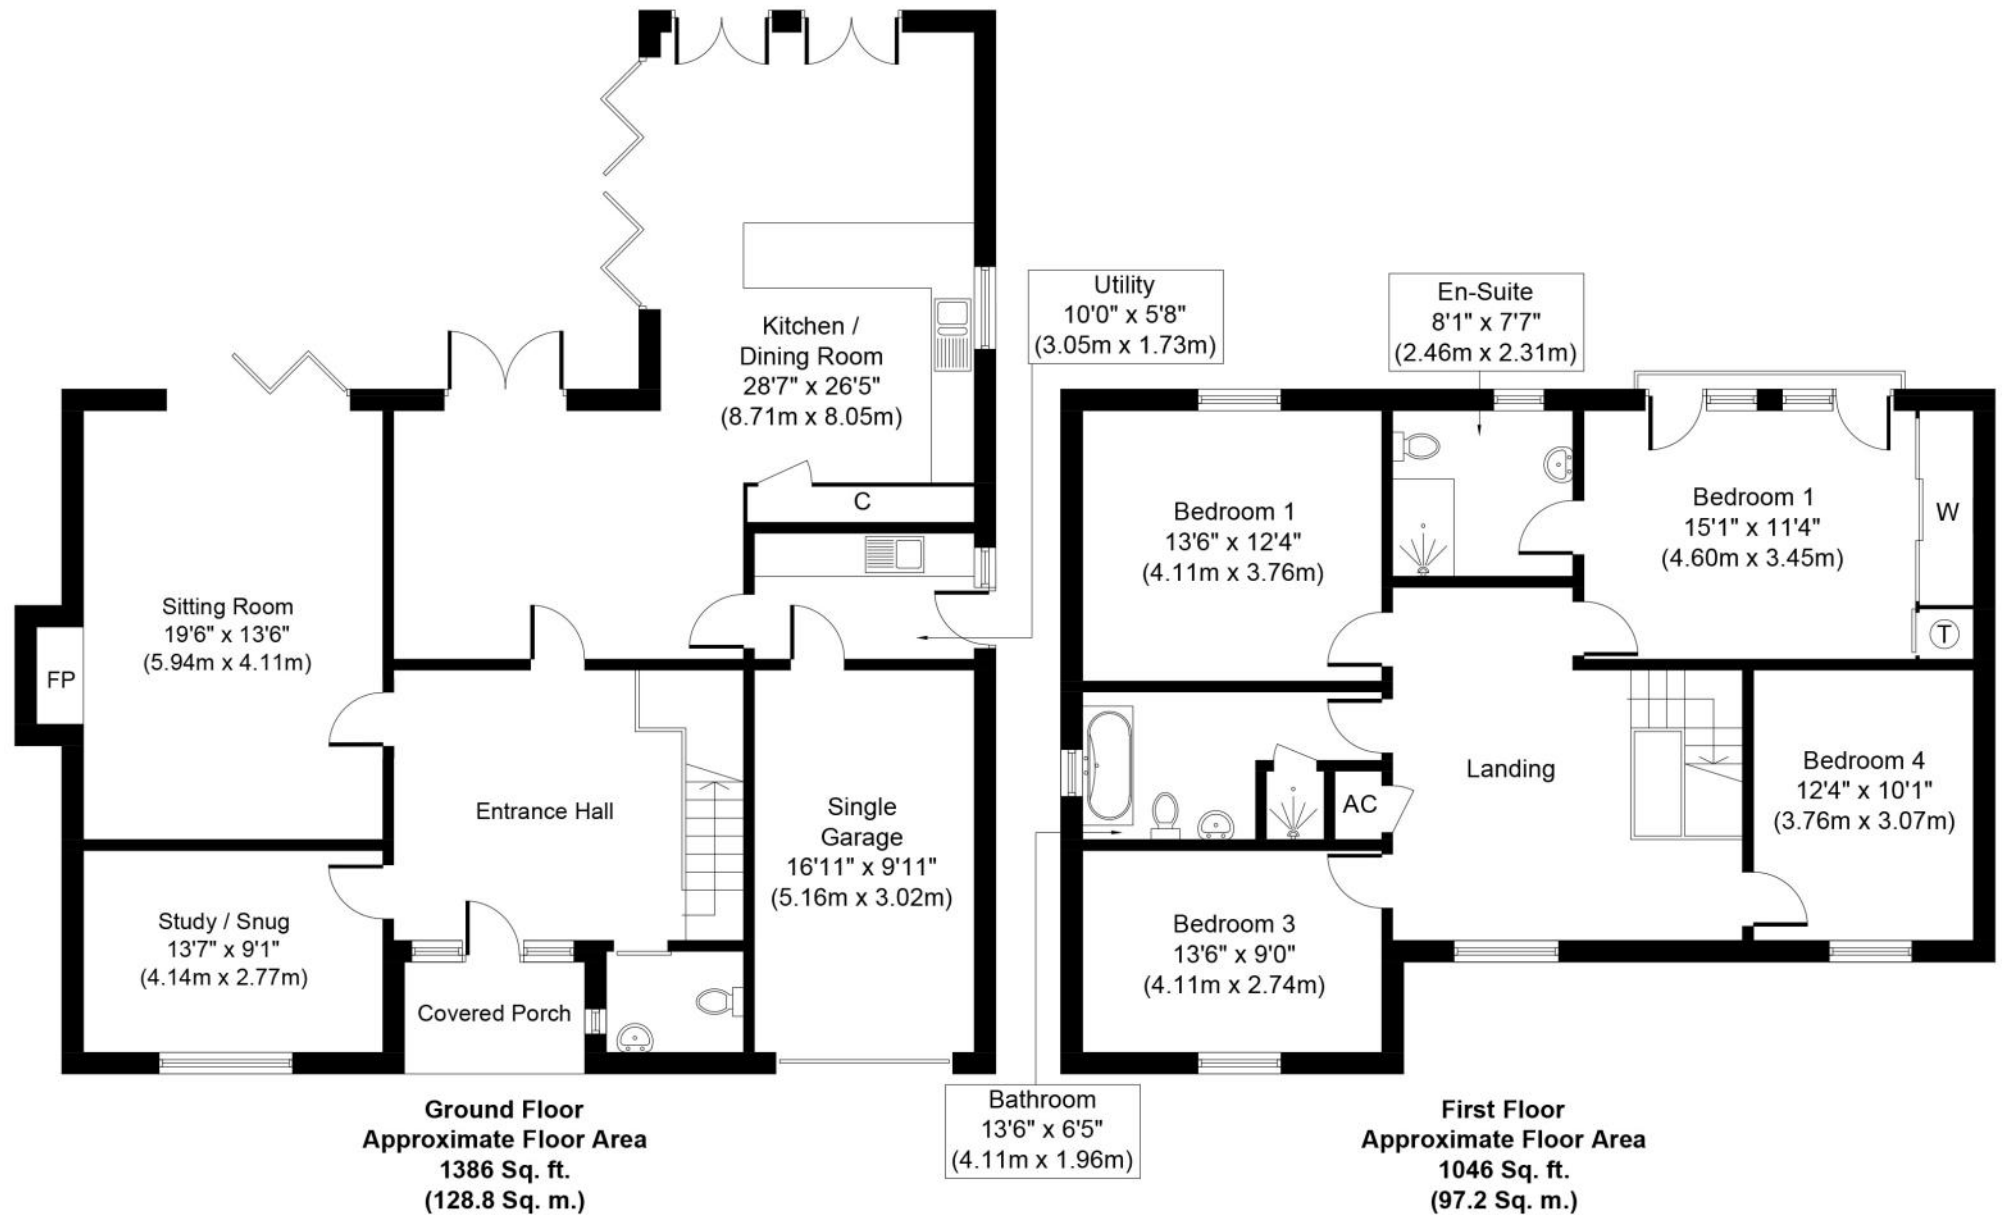 Kitchen /
Dining Room
28'7" x 26'5"
(8.71m x 8.05m)
C
Sitting Room
19'6" x 13'6"
(5.94m x 4.11m)
FP
Entrance Hall
Single
Garage
16'11" x 9'11"
(5.16m x 3.02m)
Study / Snug
13'7" x 9'1"
(4.14m x 2.77m)
Covered Porch
Ground Floor
Approximate Floor Area
1386 Sq. ft.
(128.8 Sq. m.)
Utility
10'0" x 5'8"
(3.05m x 1.73m)
En-Suite
8'1" x 7'7"
(2.46m x 2.31m)
Bedroom 1
13'6" x 12'4"
(4.11m x 3.76m)
Bedroom 1
15'1" x 11'4"
(4.60m x 3.45m)
W
T
Landing
AC
Bedroom 4
12'4" x 10'1"
(3.76m x 3.07m)
Bedroom 3
13'6" x 9'0"
(4.11m x 2.74m)
Bathroom
13'6" x 6'5"
(4.11m x 1.96m)
First Floor
Approximate Floor Area
1046 Sq. ft.
(97.2 Sq. m.)